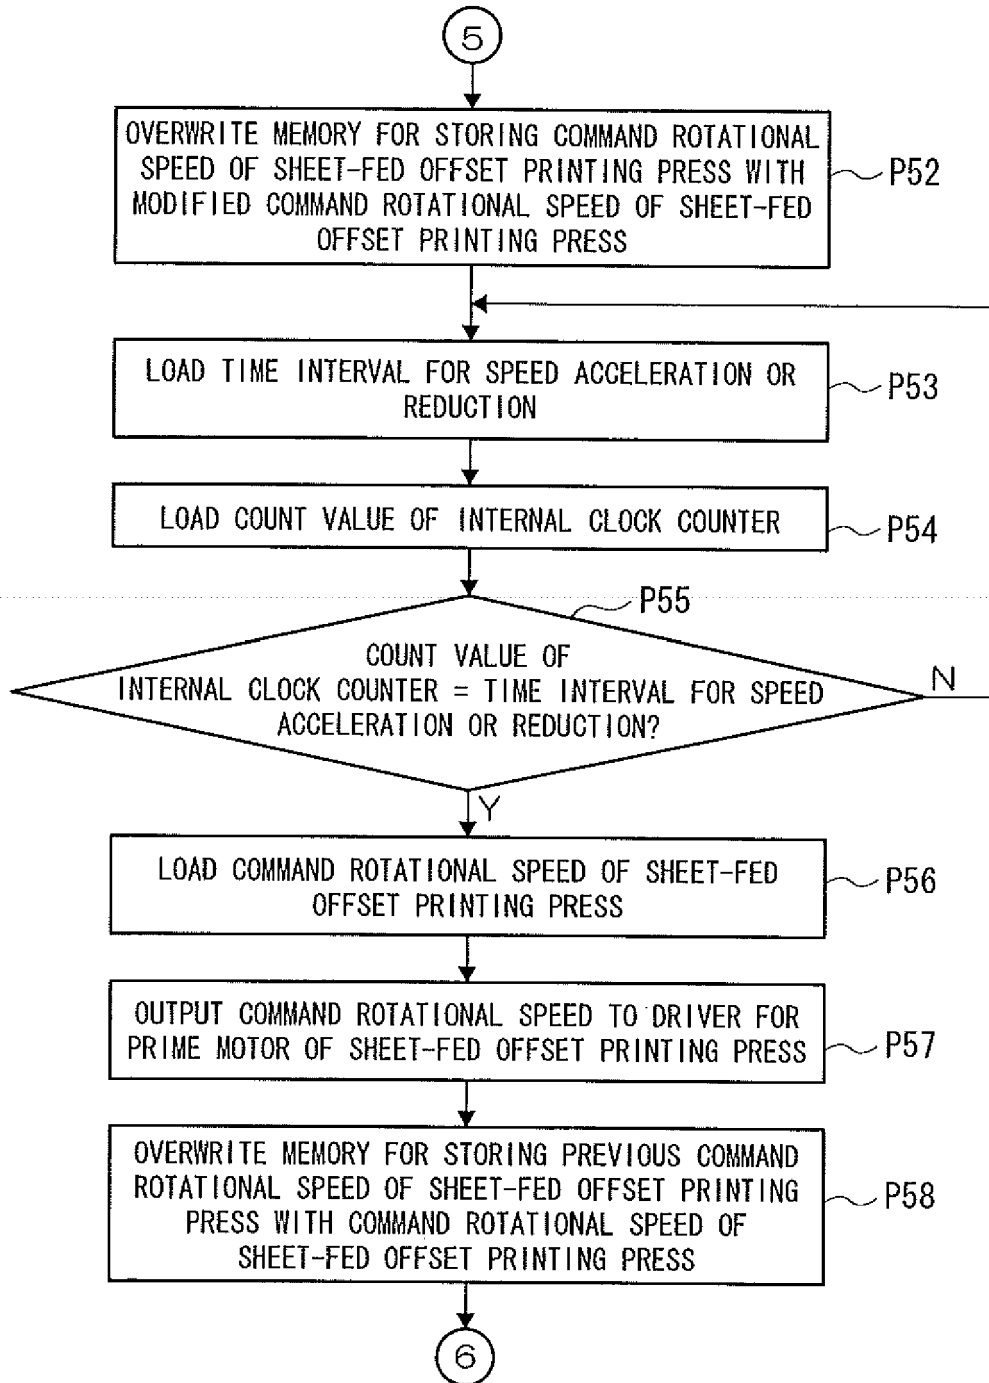 5
OVERWRITE MEMORY FOR STORING COMMAND ROTATIONAL
SPEED OF SHEET-FED OFFSET PRINTING PRESS WITH
MODIFIED COMMAND ROTATIONAL SPEED OF SHEET-FED
OFFSET PRINTING PRESS
P52
LOAD TIME INTERVAL FOR SPEED ACCELERATION OR
REDUCTION
P53
LOAD COUNT VALUE OF INTERNAL CLOCK COUNTER
P54
P55
COUNT VALUE OF
INTERNAL CLOCK COUNTER = TIME INTERVAL FOR SPEED
ACCELERATION OR REDUCTION?
N
Y
LOAD COMMAND ROTATIONAL SPEED OF SHEET-FED
OFFSET PRINTING PRESS
P56
OUTPUT COMMAND ROTATIONAL SPEED TO DRIVER FOR
PRIME MOTOR OF SHEET-FED OFFSET PRINTING PRESS
P57
OVERWRITE MEMORY FOR STORING PREVIOUS COMMAND
ROTATIONAL SPEED OF SHEET-FED OFFSET PRINTING
PRESS WITH COMMAND ROTATIONAL SPEED OF
SHEET-FED OFFSET PRINTING PRESS
P58
6